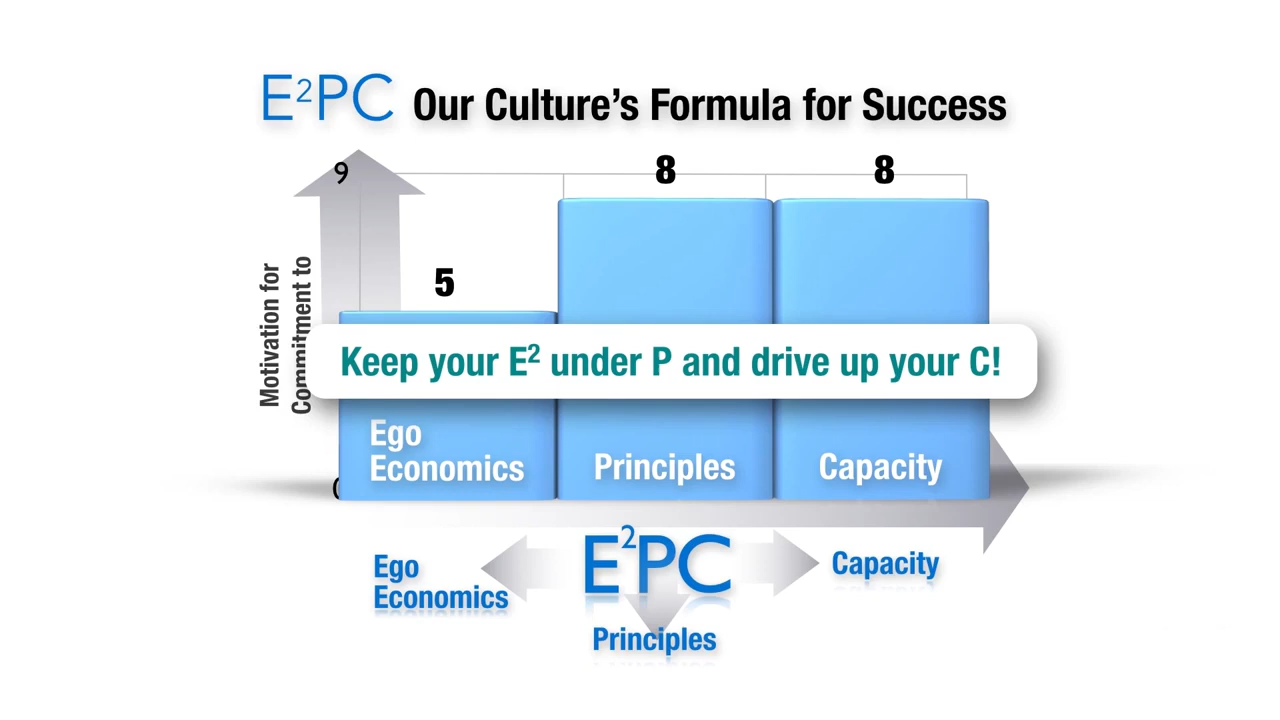 E²PC Our Culture's Formula for Success
9
8
8
5
Motivation for
Commitment to
Keep your E² under P and drive up your C!
Ego
Economics
Principles
Capacity
0
E²PC
Ego
Economics
Capacity
Principles